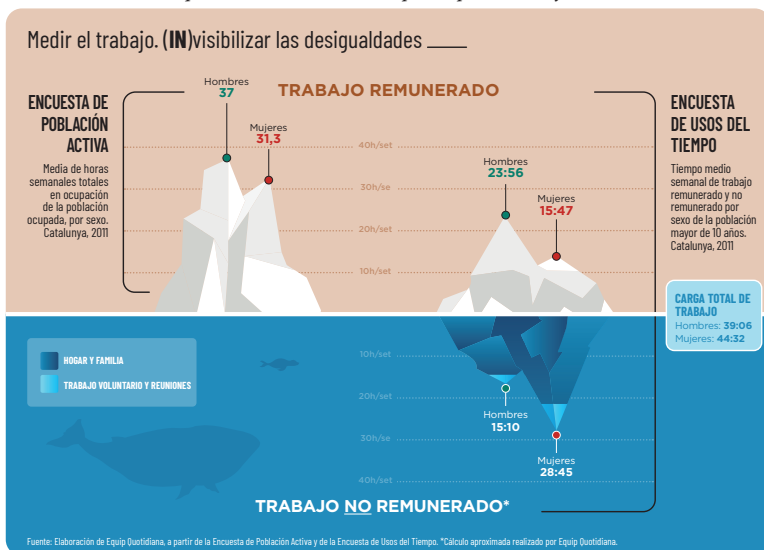 Medir el trabajo. (IN)visibilizar las desigualdades
TRABAJO REMUNERADO
ENCUESTA DE
POBLACIÓN
ACTIVA
Media de horas
semanales totales
en ocupación
de la población
ocupada, por sexo.
Catalunya, 2011
Hombres
37
Mujeres
31,3
40h/set
30h/se
20h/set
10h/set
Hombres
23:56
Mujeres
15:47
ENCUESTA
DE USOS DEL
TIEMPO
Tiempo medio
semanal de trabajo
remunerado y no
remunerado por
sexo de la población
mayor de 10 años.
Catalunya, 2011
CARGA TOTAL DE
TRABAJO
Hombres: 39:06
Mujeres: 44:32
HOGAR Y FAMILIA
TRABAJO VOLUNTARIO Y REUNIONES
10h/set
20h/set
30h/se
40h/set
Hombres
15:10
Mujeres
28:45
TRABAJO NO REMUNERADO*
Fuente: Elaboración de Equip Quotidiana, a partir de la Encuesta de Población Activa y de la Encuesta de Usos del Tiempo. *Cálculo aproximada realizado por Equip Quotidiana.